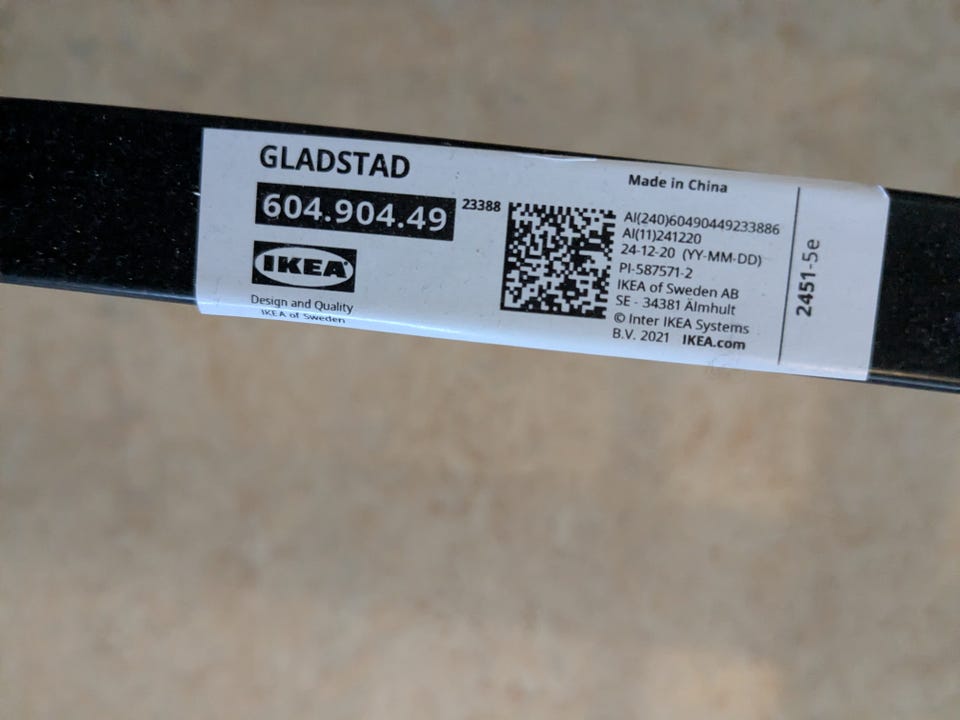 GLADSTAD
604.904.49
23388
IKEA
Design and Quality
IKEA of Sweden
Made in China
AI(240)60490449233886
AI(11)241220
24-12-20 (YY-MM-DD)
PI-587571-2
IKEA of Sweden AB
SE - 34381 Älmhult
© Inter IKEA Systems
B.V. 2021 IKEA.com
2451-5e